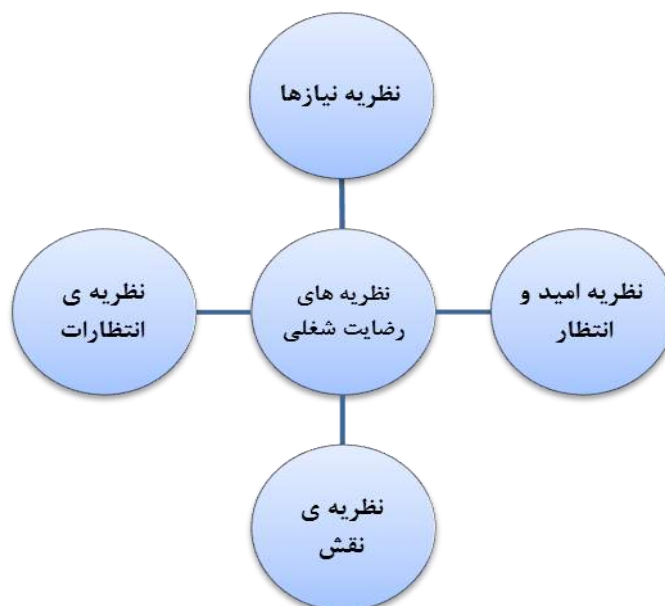 نظریه نیازها
نظریه امید و
انتظار
نظریه های
رضایت شغلی
نظریه ی
انتظارات
نظریه ی
نقش